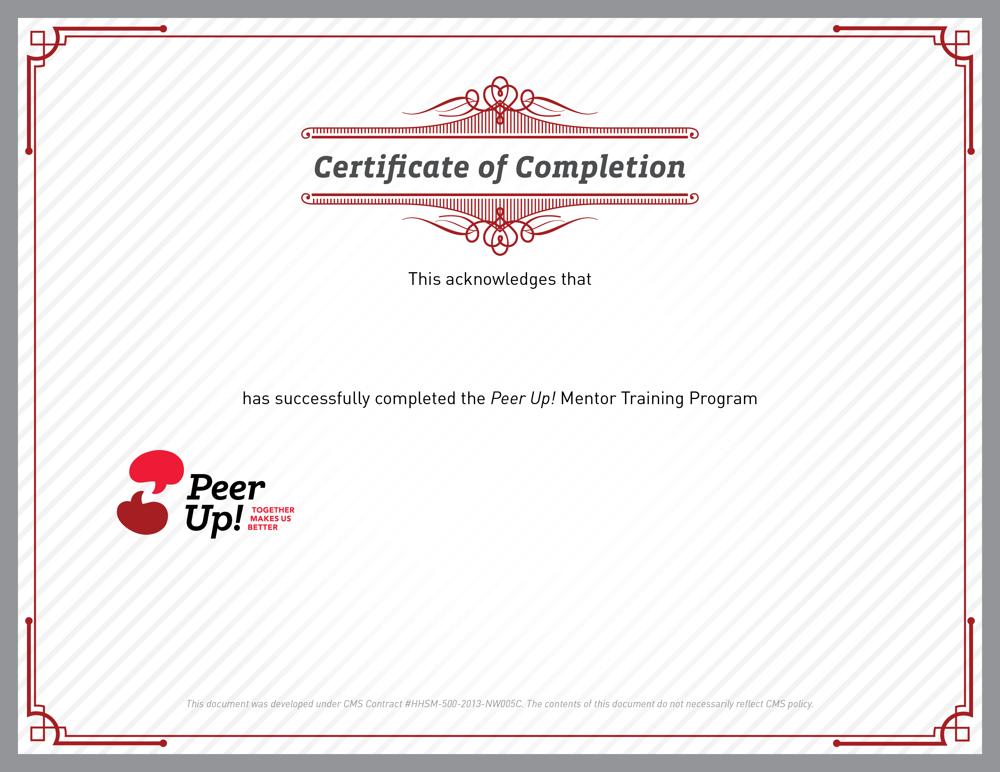 Certificate of Completion
This acknowledges that
has successfully completed the Peer Up! Mentor Training Program
Peer
Up!
TOGETHER
MAKES US
BETTER
This document was developed under CMS Contract #HHSM-500-2013-NW005C. The contents of this document do not necessarily reflect CMS policy.